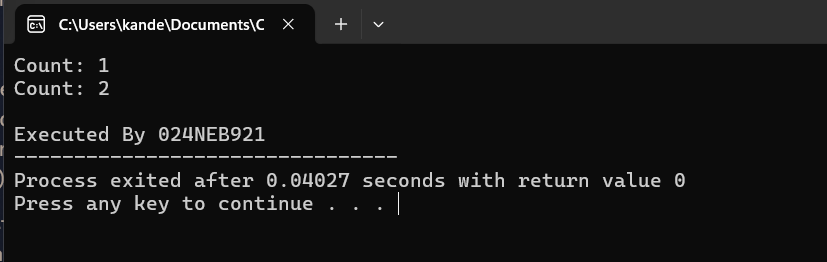 C:\Users\kande\Documents\C
Count: 1
Count: 2
Executed By 024NEB921
--------------------------------
Process exited after 0.04027 seconds with return value 0
Press any key to continue . . .